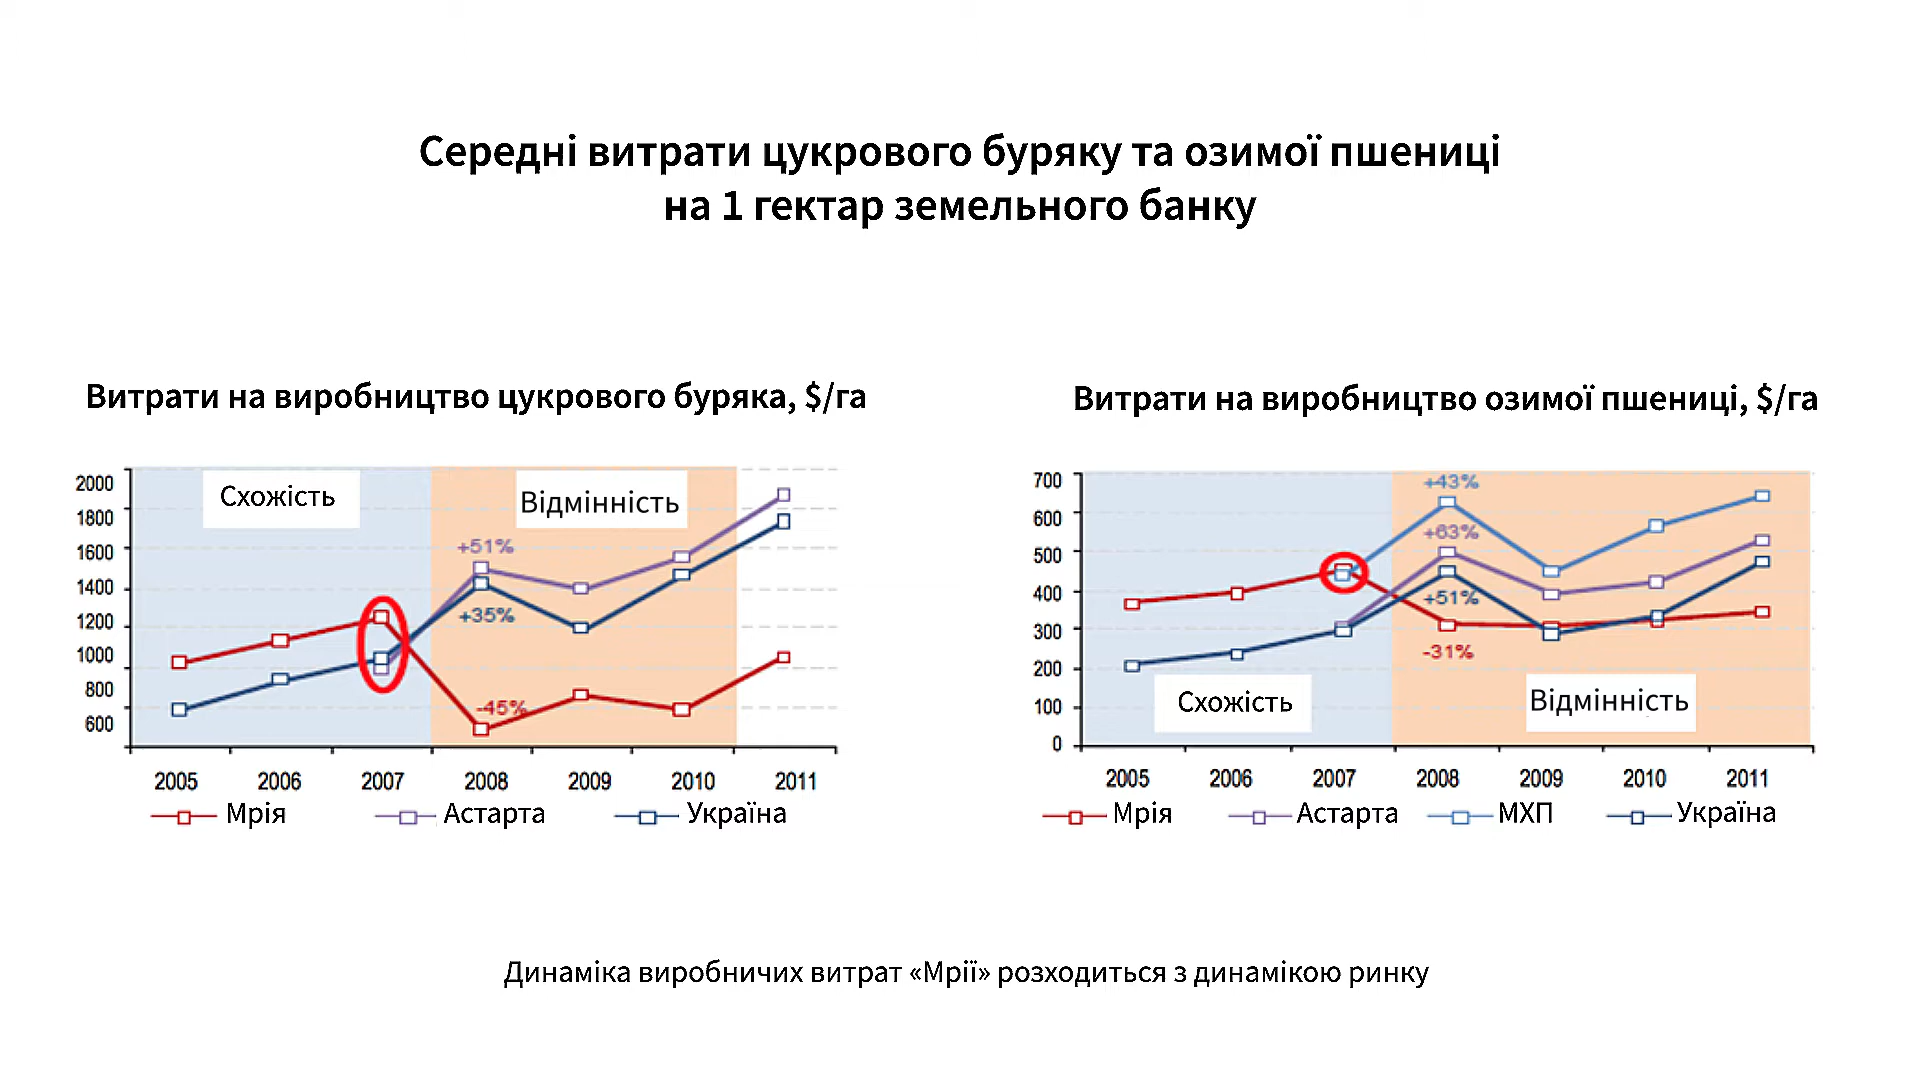 Середні витрати цукрового буряку та озимої пшениці
на 1 гектар земельного банку
Витрати на виробництво цукрового буряка, $/га
2000
1800
1600
1400
1200
1000
800
600
Схожість
Відмінність
+51%
+35%
-45%
2005 2006 2007 2008 2009 2010 2011
Мрія Астарта Україна
Витрати на виробництво озимої пшениці, $/га
700
600
500
400
300
200
100
0
+43%
+63%
+51%
-31%
Схожість
Відмінність
2005 2006 2007 2008 2009 2010 2011
Мрія Астарта МХП Україна
Динаміка виробничих витрат «Мрії» розходиться з динамікою ринку